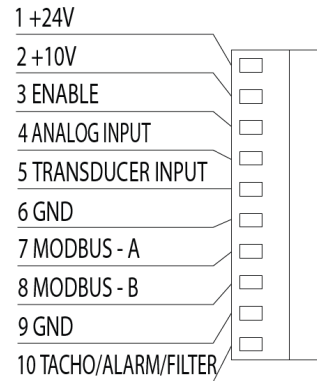 1 +24V
2 +10V
3 ENABLE
4 ANALOG INPUT
5 TRANSDUCER INPUT
6 GND
7 MODBUS - A
8 MODBUS - B
9 GND
10 TACHO/ALARM/FILTER